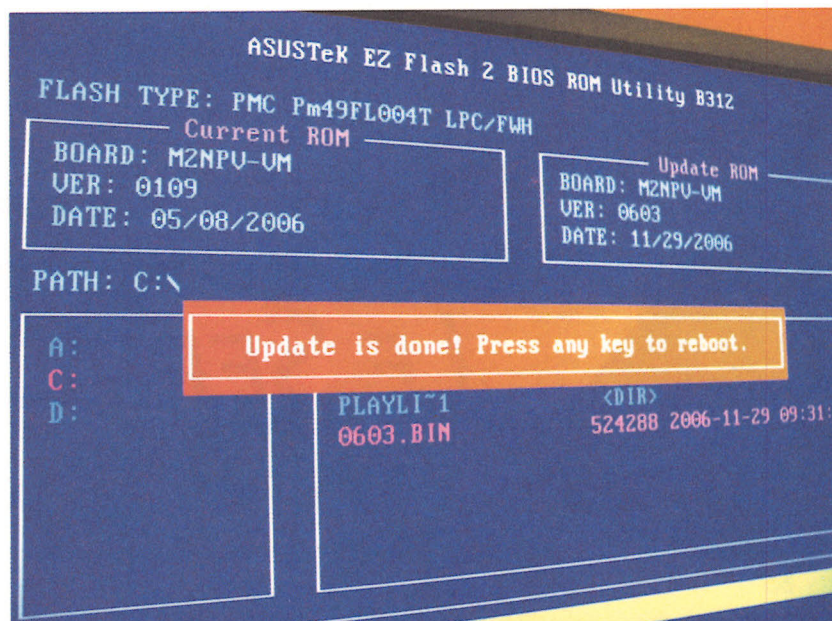 ASUSTeK EZ Flash 2 BIOS ROM Utility B312
FLASH TYPE: PMC Pm49FL004T LPC/FWH
Current ROM
BOARD: M2NPV-VM
VER: 0109
DATE: 05/08/2006
Update ROM
BOARD: M2NPV-VM
VER: 0603
DATE: 11/29/2006
PATH: C:\
Update is done! Press any key to reboot.
A:
C:
D:
PLAYLI~1 <DIR>
0603.BIN 524288 2006-11-29 09:31: